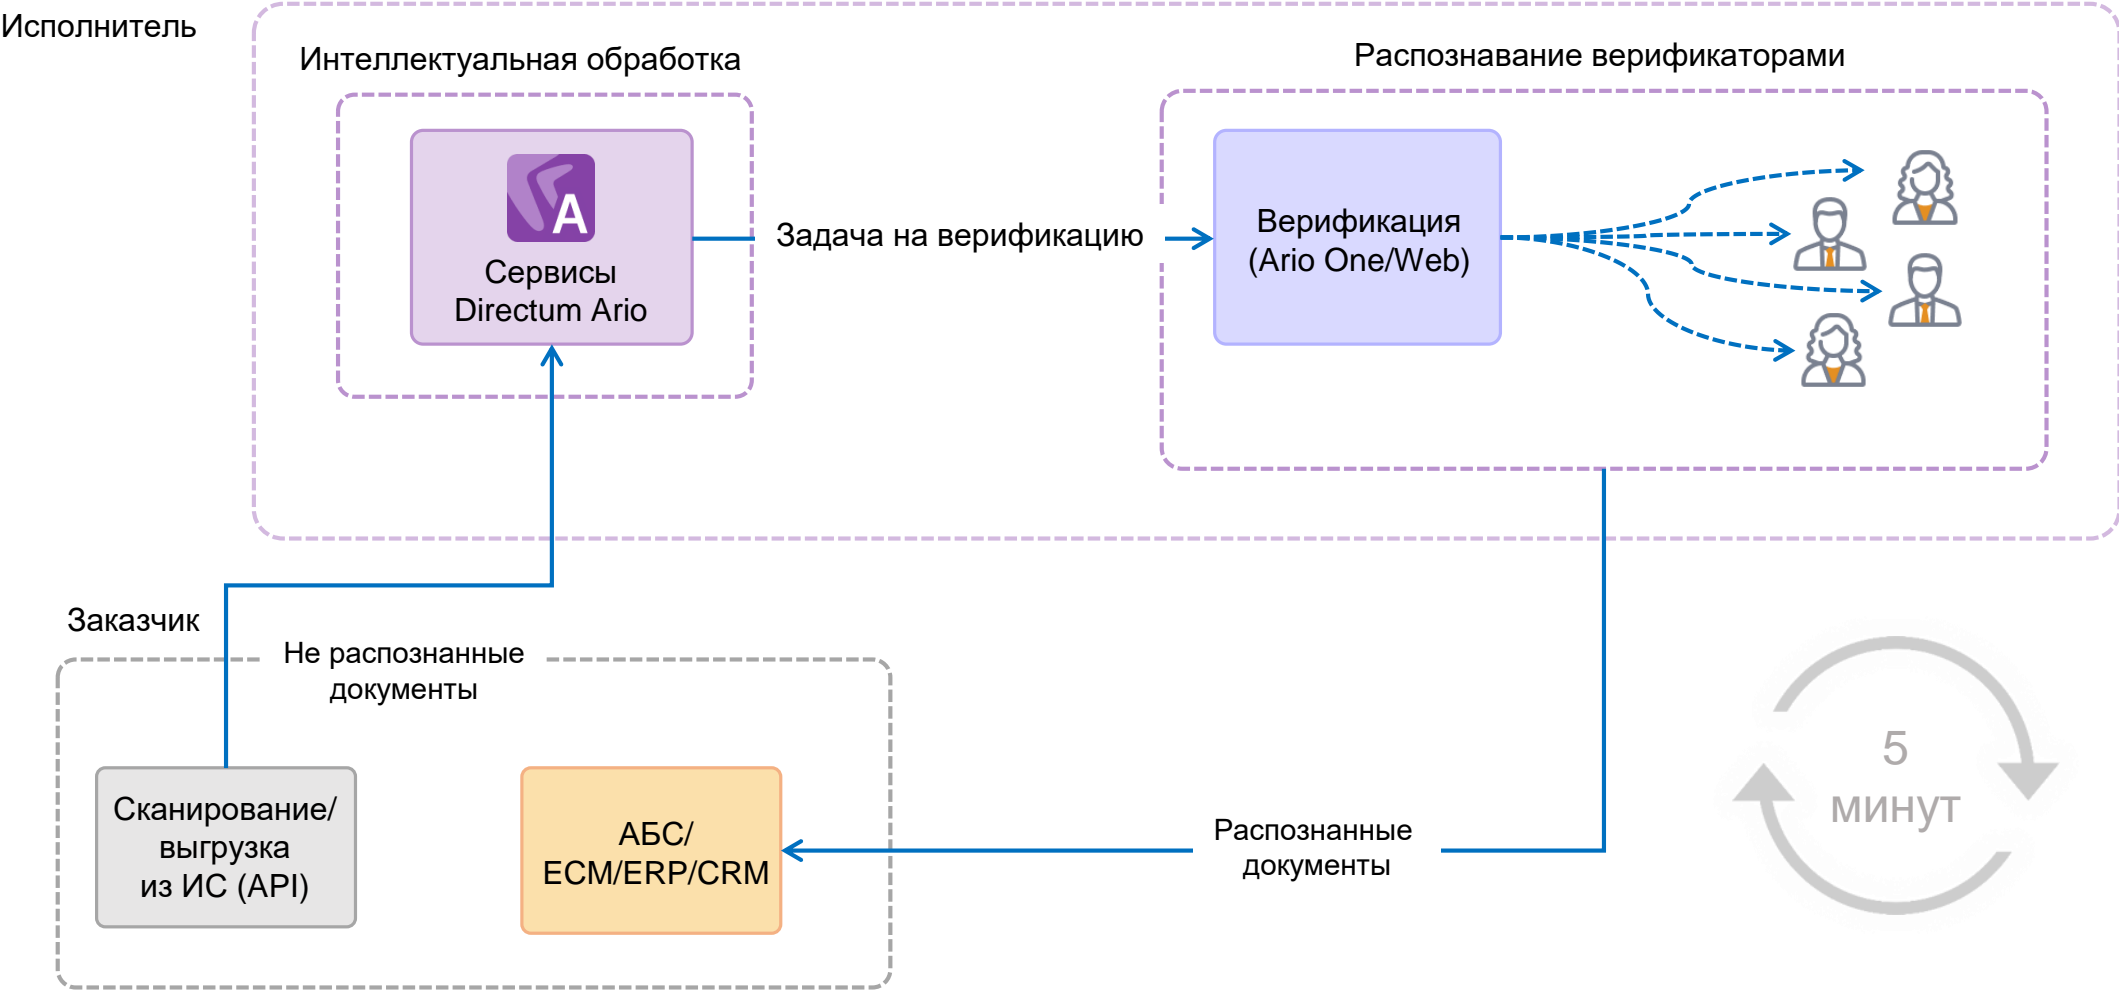 Исполнитель
Интеллектуальная обработка
Распознавание верификаторами
A
Сервисы
Directum Ario
Задача на верификацию
Верификация
(Ario One/Web)
Заказчик
Не распознанные
документы
Сканирование/
выгрузка
из ИС (API)
АБС/
ECM/ERP/CRM
Распознанные
документы
5
минут